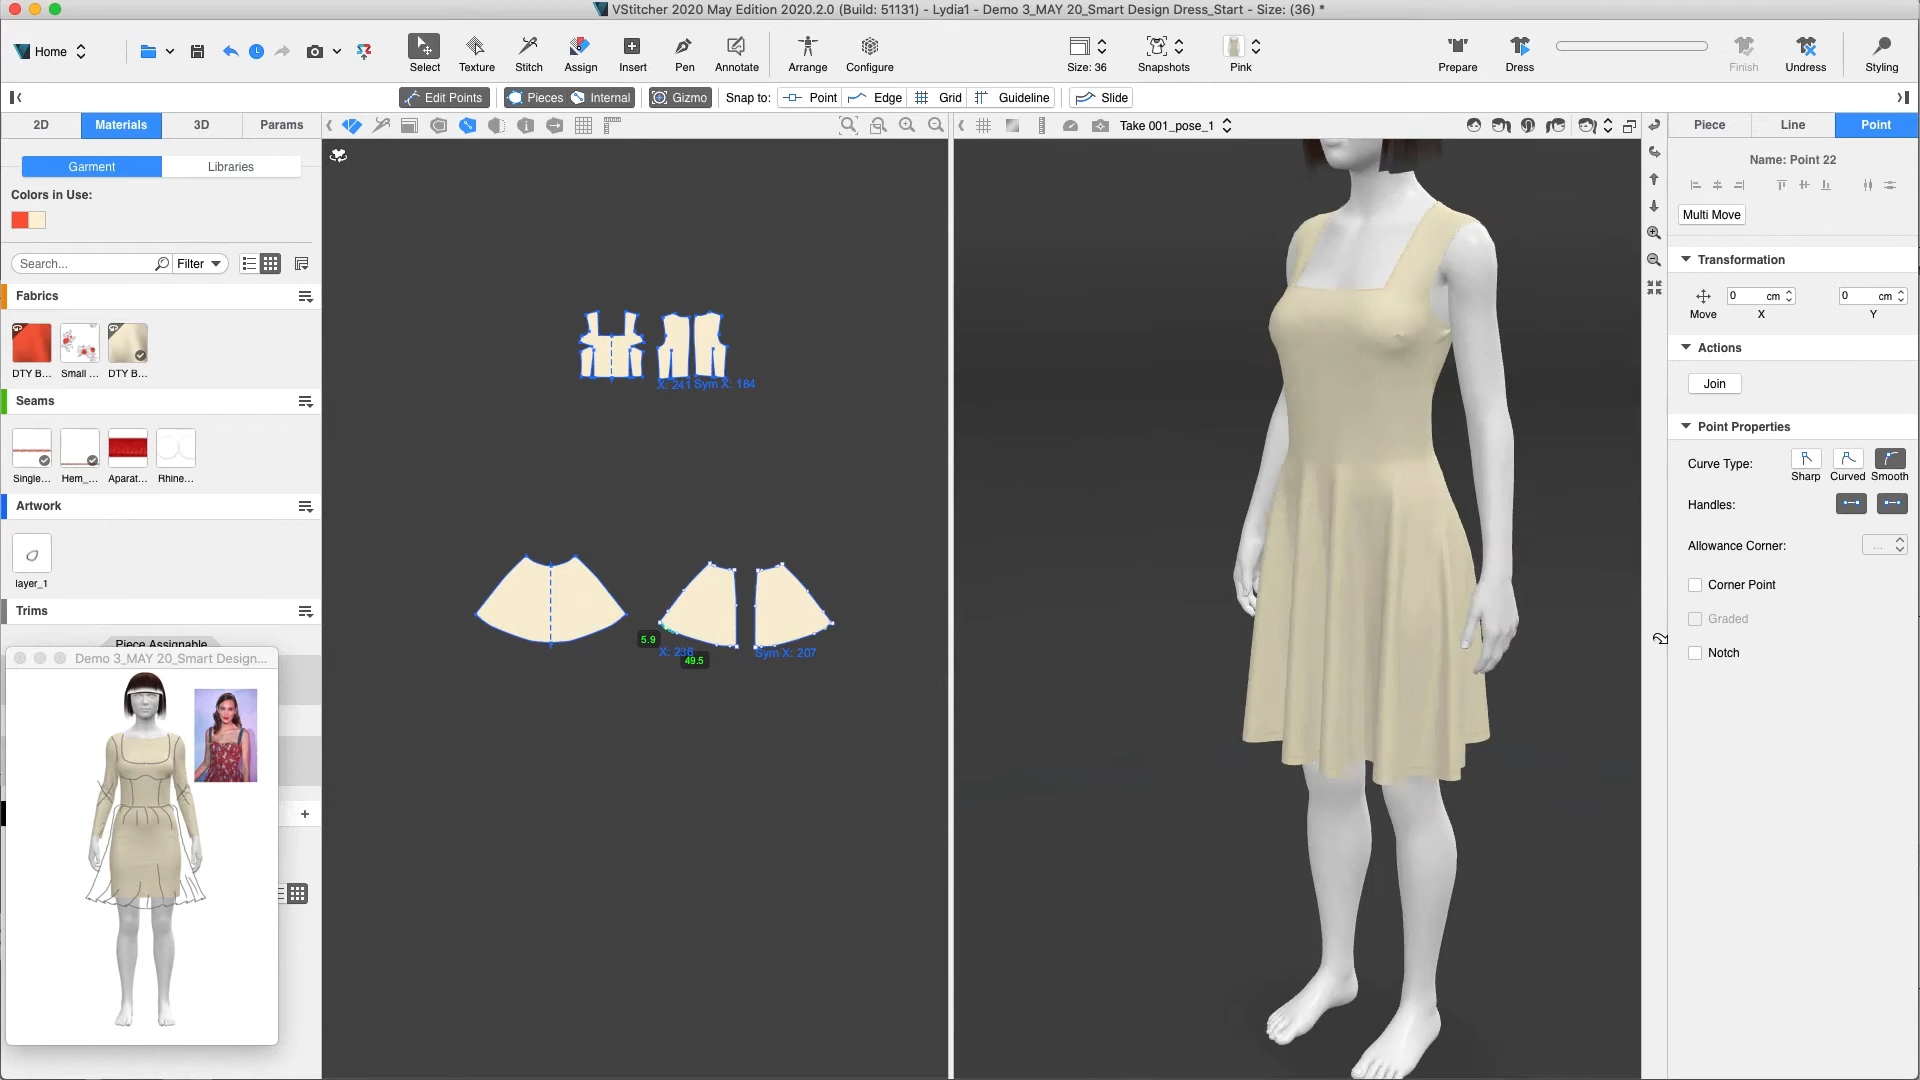 VStitcher 2020 May Edition 2020.2.0 (Build: 51131) - Lydia1 - Demo 3_MAY 20_Smart Design Dress_Start - Size: (36) *
Home
Select
Texture
Stitch
Assign
Insert
Pen
Annotate
Arrange
Configure
Size: 36
Snapshots
Pink
Prepare
Dress
Finish
Undress
Styling
Edit Points
Pieces
Internal
Gizmo
Snap to:
Point
Edge
Grid
Guideline
Slide
2D
Materials
3D
Params
Take 001_pose_1
Piece
Line
Point
Garment
Libraries
Colors in Use:
Search...
Filter
Fabrics
DTY B...
Small ...
DTY B...
Seams
Single...
Hem_...
Aparat...
Rhine...
Artwork
layer_1
Trims
Piece Assignable
Demo 3_MAY 20_Smart Design...
X: 241
Sym X: 184
5.9
X: 236
49.5
Sym X: 207
Name: Point 22
Multi Move
Transformation
0 cm
0 cm
Move
X
Y
Actions
Join
Point Properties
Curve Type:
Sharp
Curved
Smooth
Handles:
Allowance Corner:
...
Corner Point
Graded
Notch